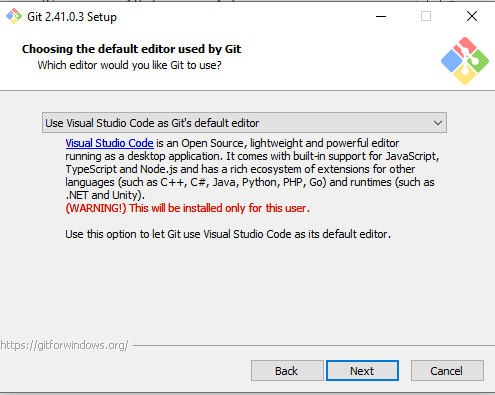 Git 2.41.0.3 Setup
Choosing the default editor used by Git
Which editor would you like Git to use?
Use Visual Studio Code as Git's default editor
Visual Studio Code is an Open Source, lightweight and powerful editor
running as a desktop application. It comes with built-in support for JavaScript,
TypeScript and Node.js and has a rich ecosystem of extensions for other
languages (such as C++, C#, Java, Python, PHP, Go) and runtimes (such as
.NET and Unity).
(WARNING!) This will be installed only for this user.
Use this option to let Git use Visual Studio Code as its default editor.
https://gitforwindows.org/
Back Next Cancel